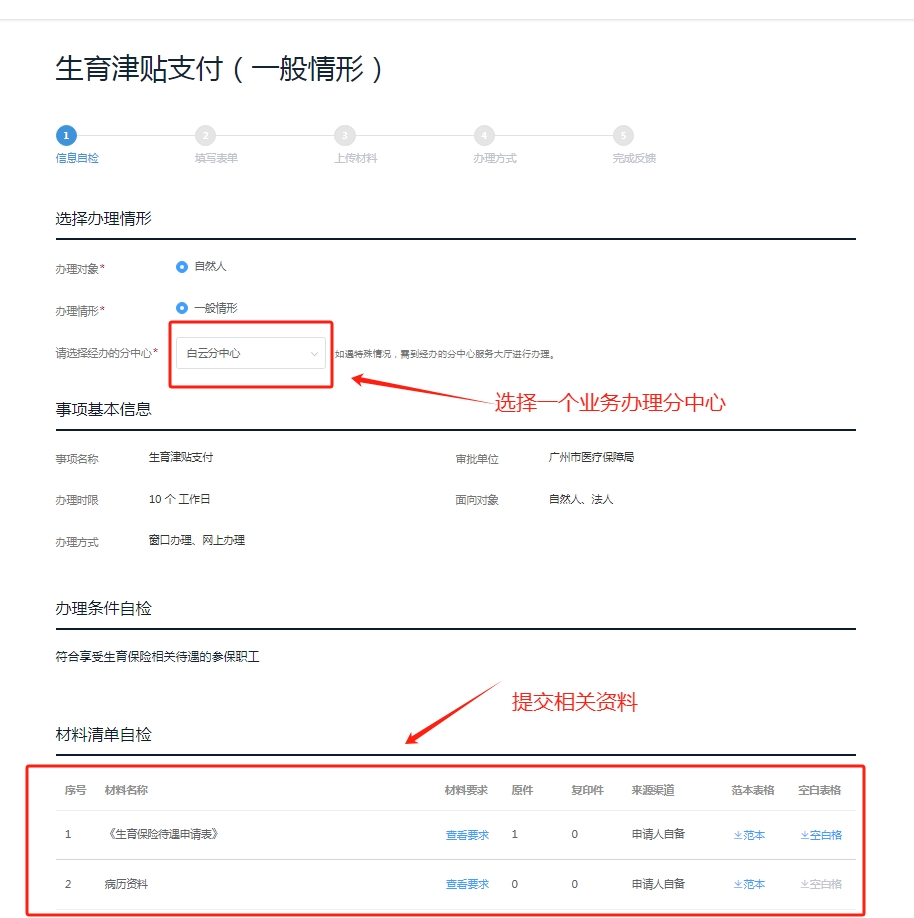 生育津贴支付（一般情形）
1 2 3 4 5
信息自检 填写表单 上传材料 办理方式 完成反馈
选择办理情形
办理对象* 自然人
办理情形* 一般情形
请选择经办的分中心* 白云分中心 如遇特殊情况，需到经办的分中心服务大厅进行办理。
选择一个业务办理分中心
事项基本信息
事项名称 生育津贴支付 审批单位 广州市医疗保障局
办理时限 10 个 工作日 面向对象 自然人、法人
办理方式 窗口办理、网上办理
办理条件自检
符合享受生育保险相关待遇的参保职工
提交相关资料
材料清单自检
序号 材料名称 材料要求 原件 复印件 来源渠道 范本表格 空白表格
1 《生育保险待遇申请表》 查看要求 1 0 申请人自备 范本 空白格
2 病历资料 查看要求 0 0 申请人自备 范本 空白格